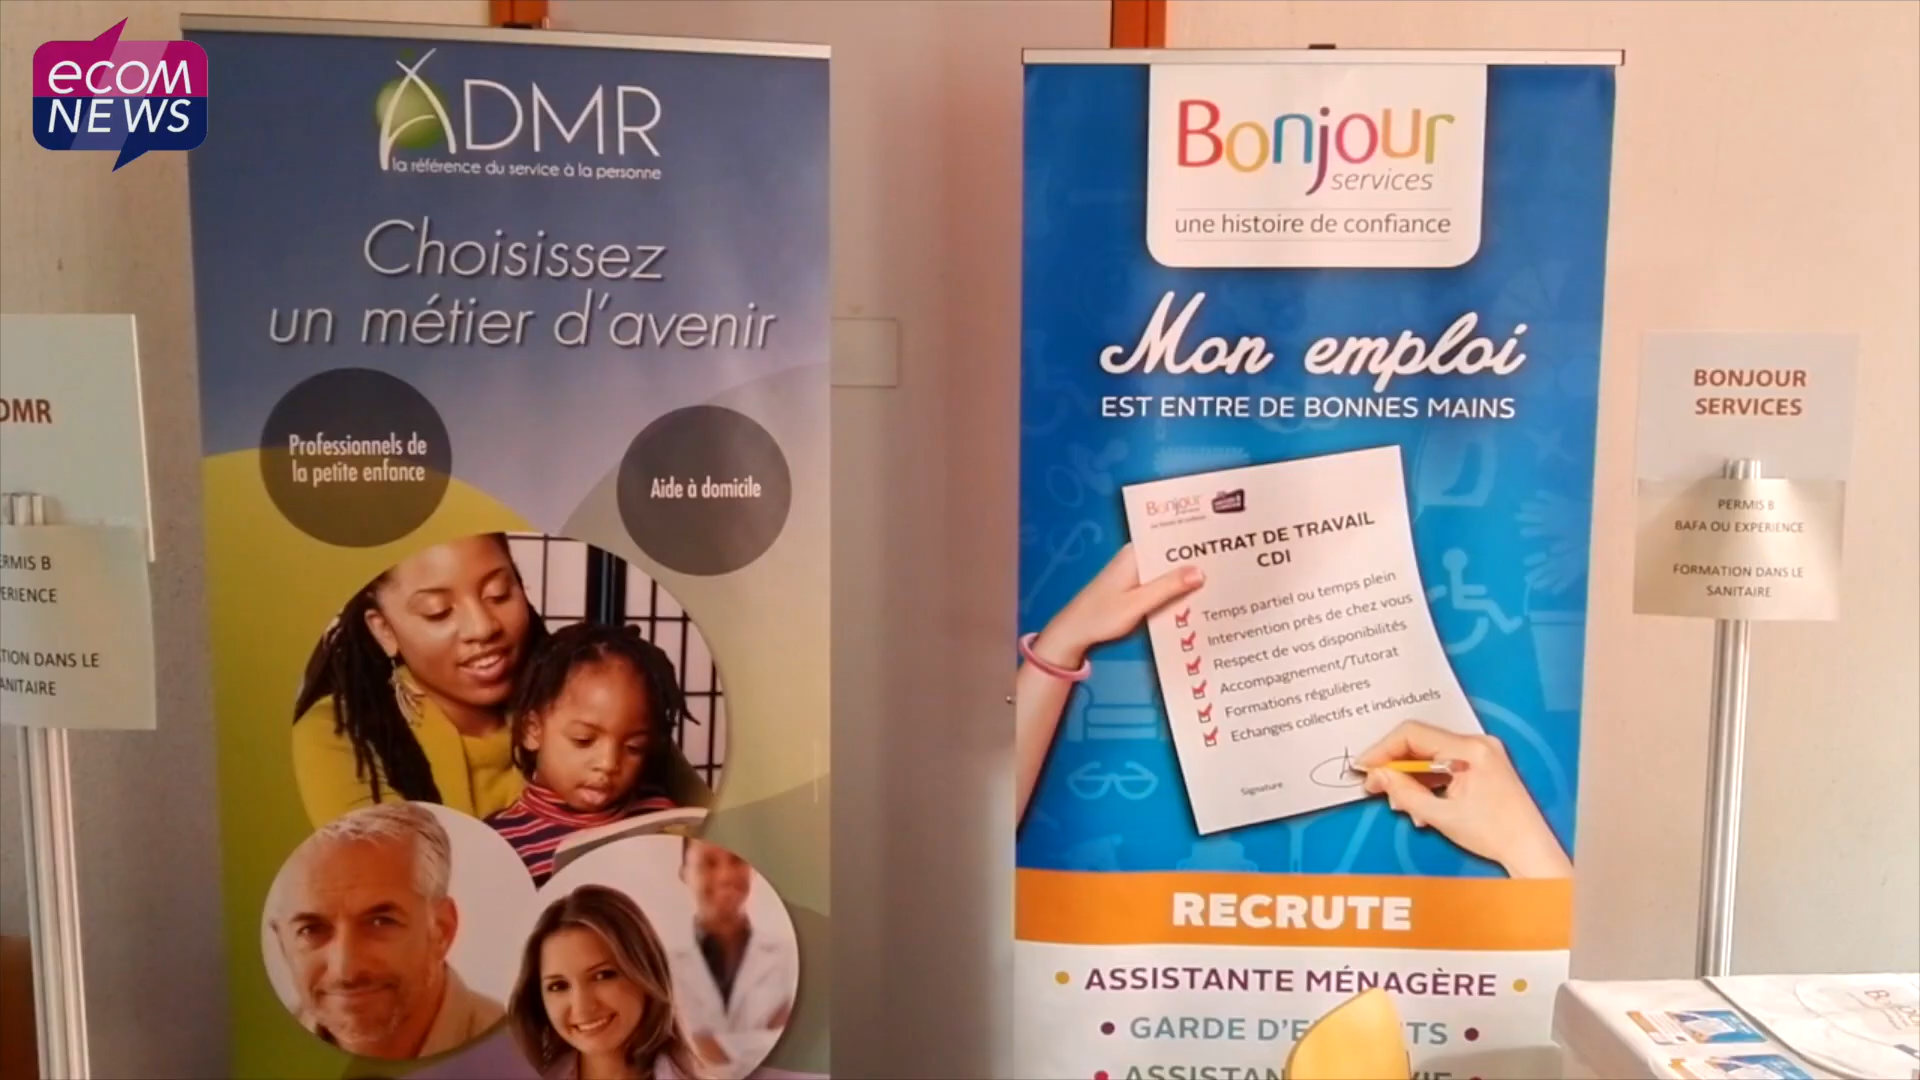 ecom
NEWS
ADMR
la référence du service à la personne
Choisissez
un métier d'avenir
Professionnels de
la petite enfance
Aide à domicile
DMR
ERMIS B
ERIENCE
TION DANS LE
ANITAIRE
Bonjour
services
une histoire de confiance
Mon emploi
EST ENTRE DE BONNES MAINS
Bonjour
CONTRAT DE TRAVAIL
CDI
Temps partiel ou temps plein
Intervention près de chez vous
Respect de vos disponibilités
Accompagnement/Tutorat
Formations régulières
Echanges collectifs et individuels
Signature
RECRUTE
• ASSISTANTE MÉNAGÈRE •
• GARDE D'E TS •
• ASSISTAN VIE •
BONJOUR
SERVICES
PERMIS B
BAFA OU EXPERIENCE
FORMATION DANS LE
SANITAIRE